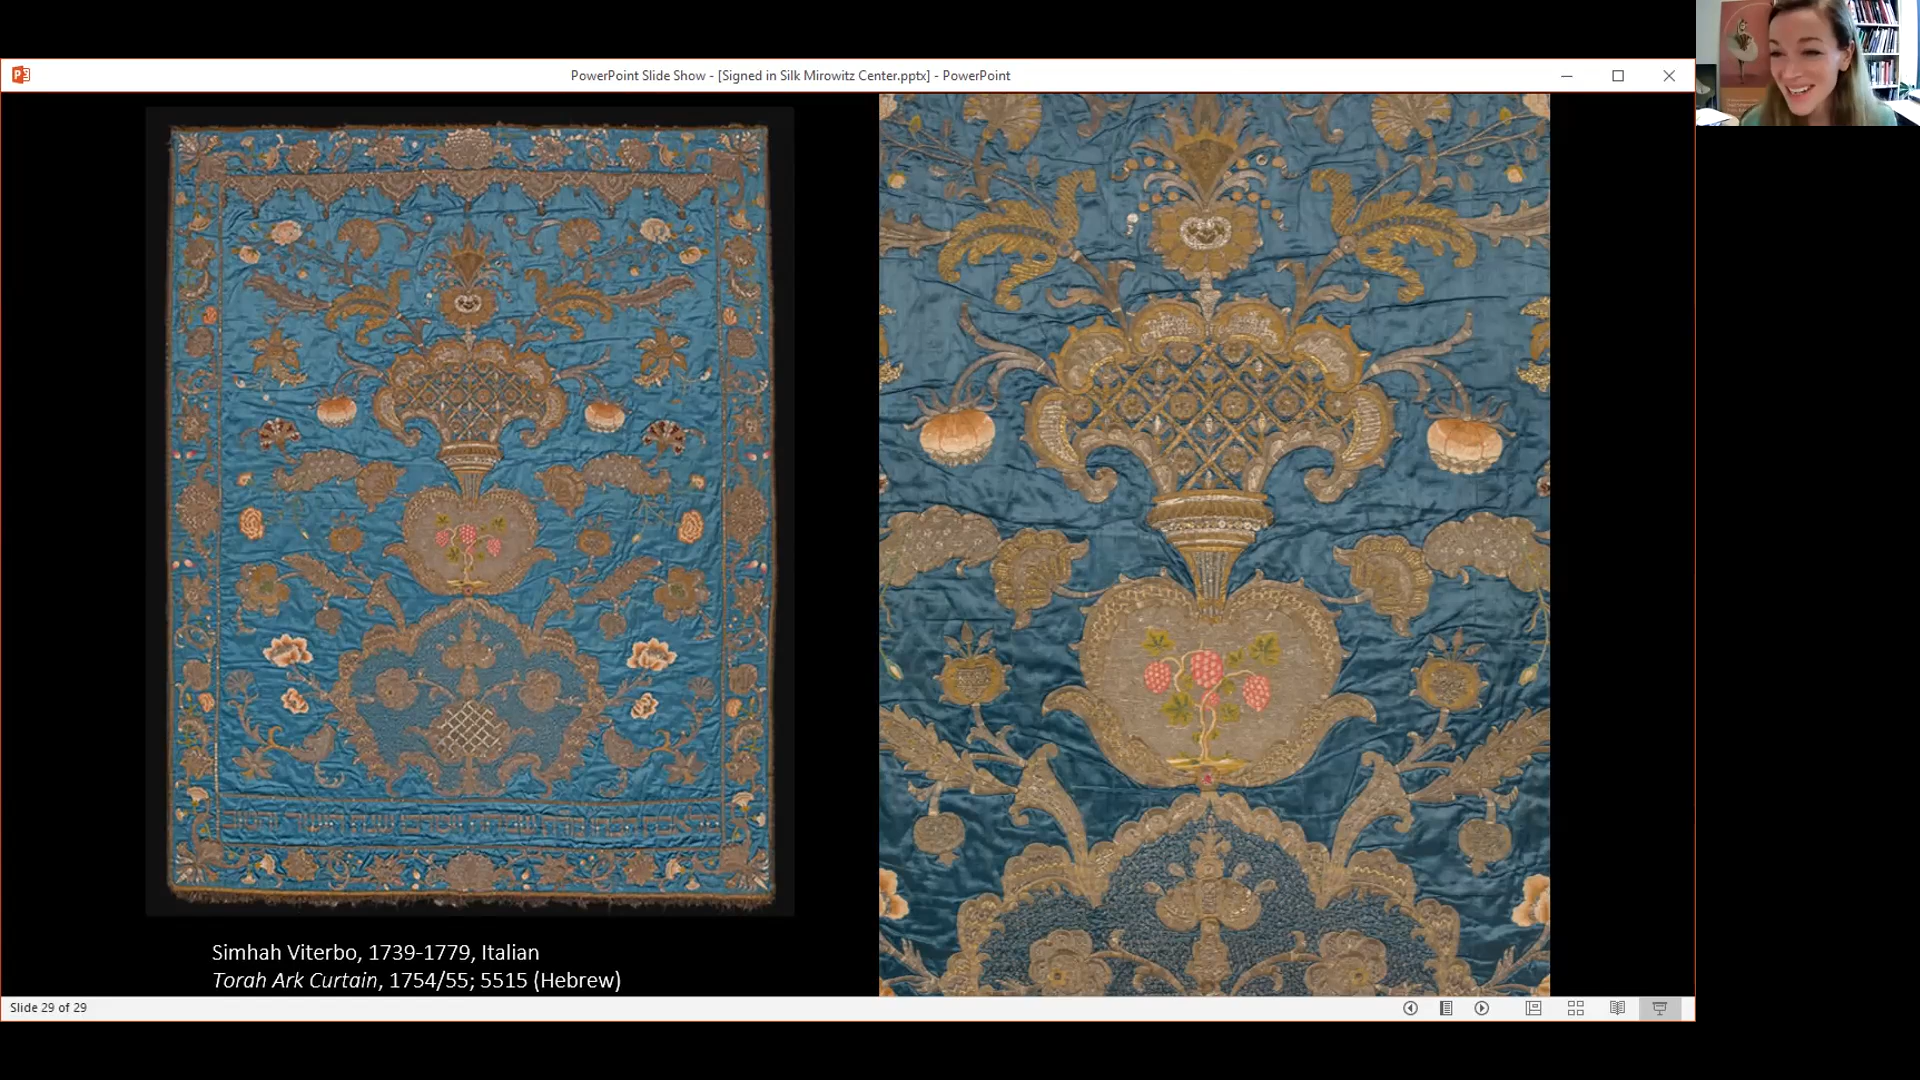 PowerPoint Slide Show - [Signed in Silk Mirowitz Center.pptx] - PowerPoint
Simhah Viterbo, 1739-1779, Italian
Torah Ark Curtain, 1754/55; 5515 (Hebrew)
Slide 29 of 29